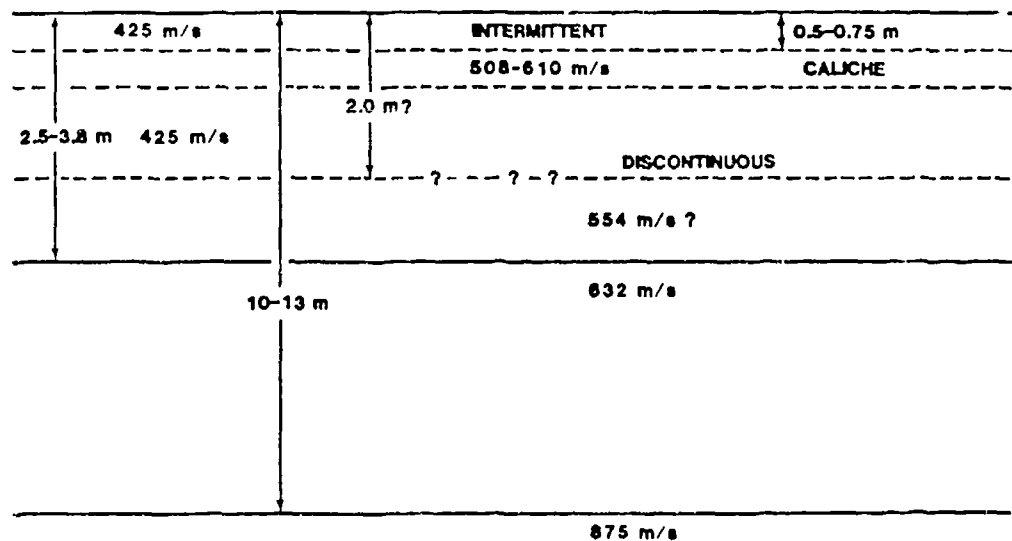 425 m/s INTERMITTENT 0.5-0.75 m
508-610 m/s CALICHE
2.0 m?
2.5-3.8 m 425 m/s
DISCONTINUOUS
? ? ?
554 m/s ?
632 m/s
10-13 m
875 m/s